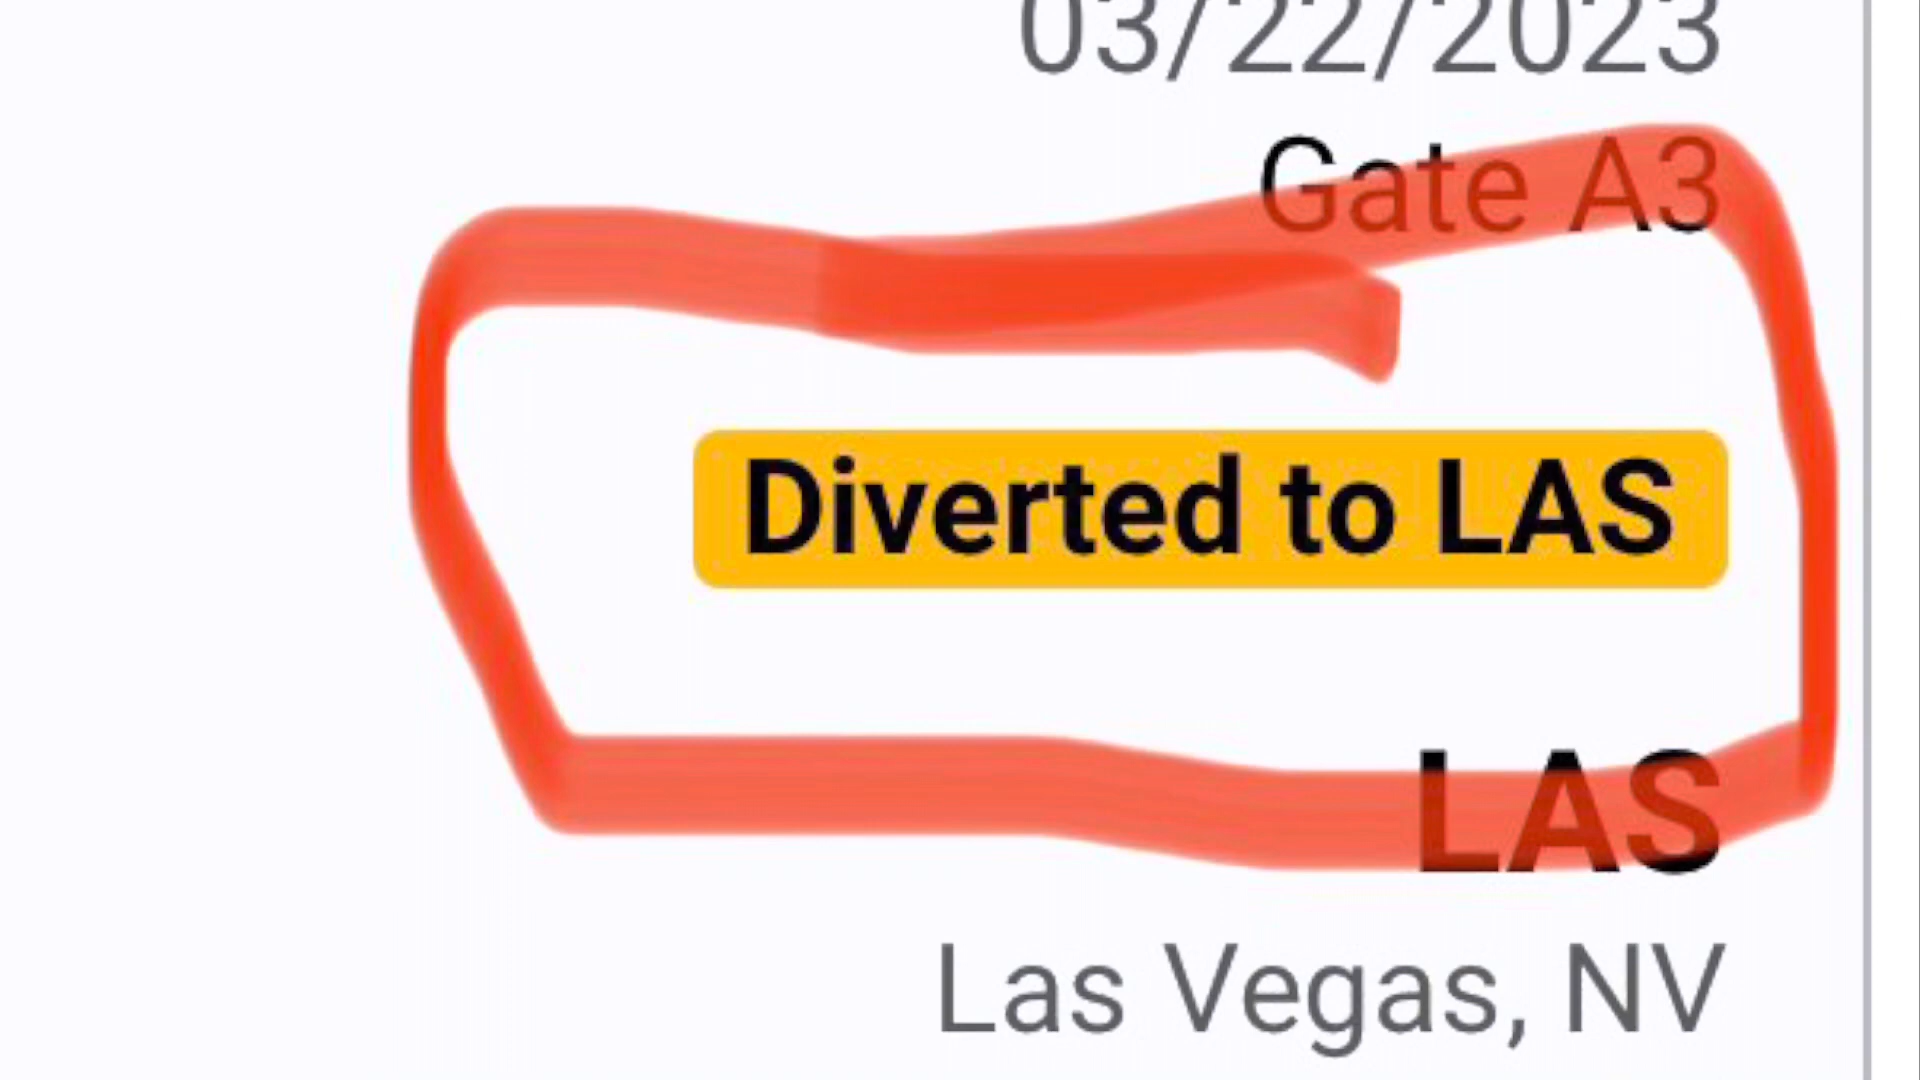 03/22/2023
Gate A3
Diverted to LAS
LAS
Las Vegas, NV